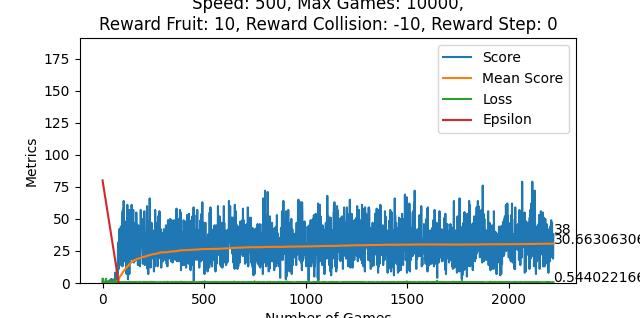 Speed: 500, Max Games: 10000,
Reward Fruit: 10, Reward Collision: -10, Reward Step: 0
Score
Mean Score
Loss
Epsilon
Metrics
175
150
125
100
75
50
25
0
38
30.66306306
0.544022166
0
500
1000
1500
2000
Number of Games